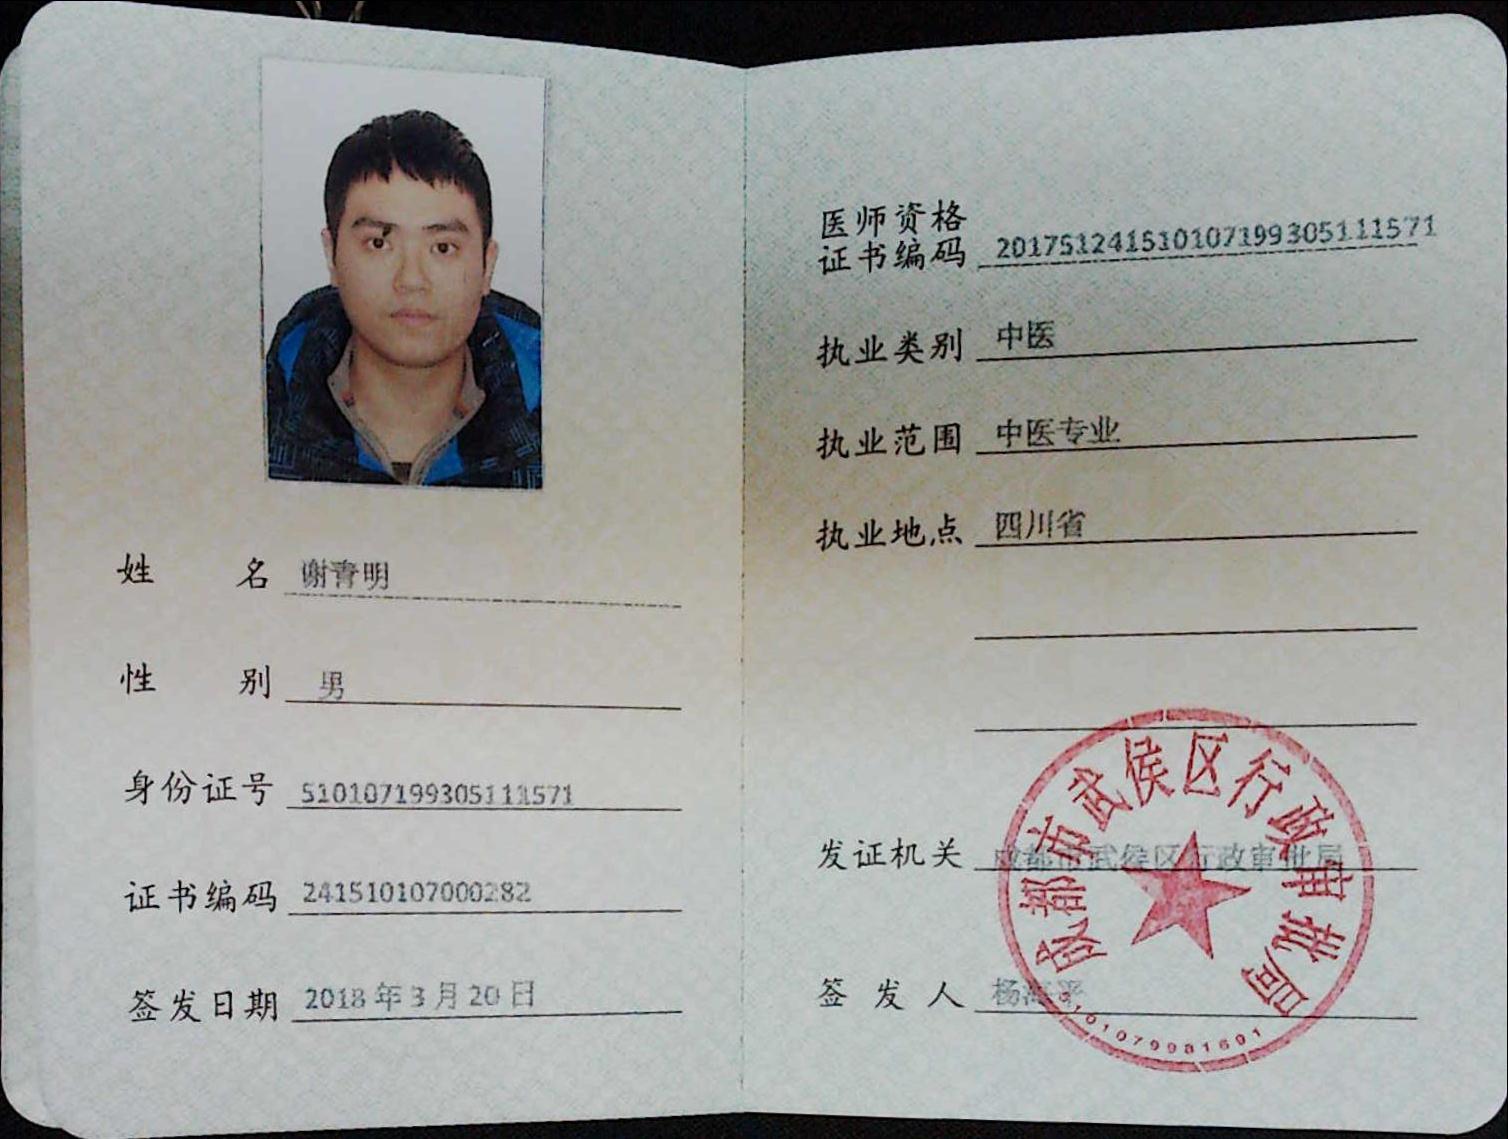 姓名 谢青明
性别 男
身份证号 510107199305111571
证书编码 241510107000282
签发日期 2018年3月20日
医师资格
证书编码 201751241510107199305111571
执业类别 中医
执业范围 中医专业
执业地点 四川省
发证机关 成都市武侯区行政审批局
签发人 杨海平
成都市武侯区行政审批局
5101079981691